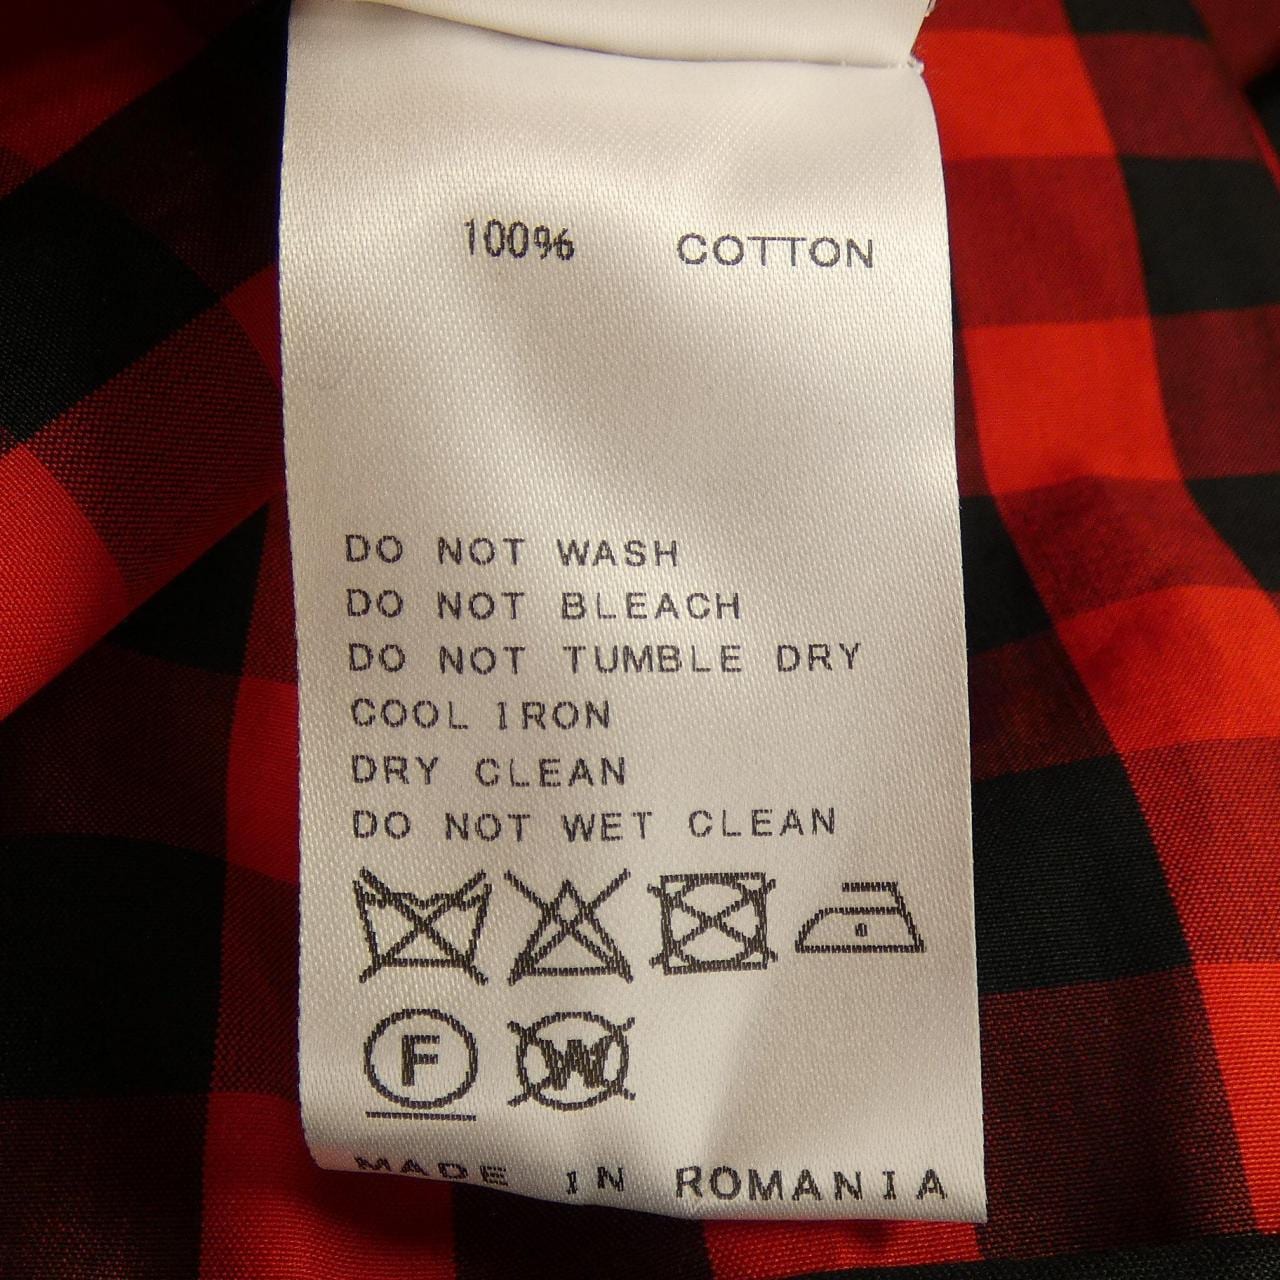 100% COTTON
DO NOT WASH
DO NOT BLEACH
DO NOT TUMBLE DRY
COOL IRON
DRY CLEAN
DO NOT WET CLEAN
F W
MADE IN ROMANIA